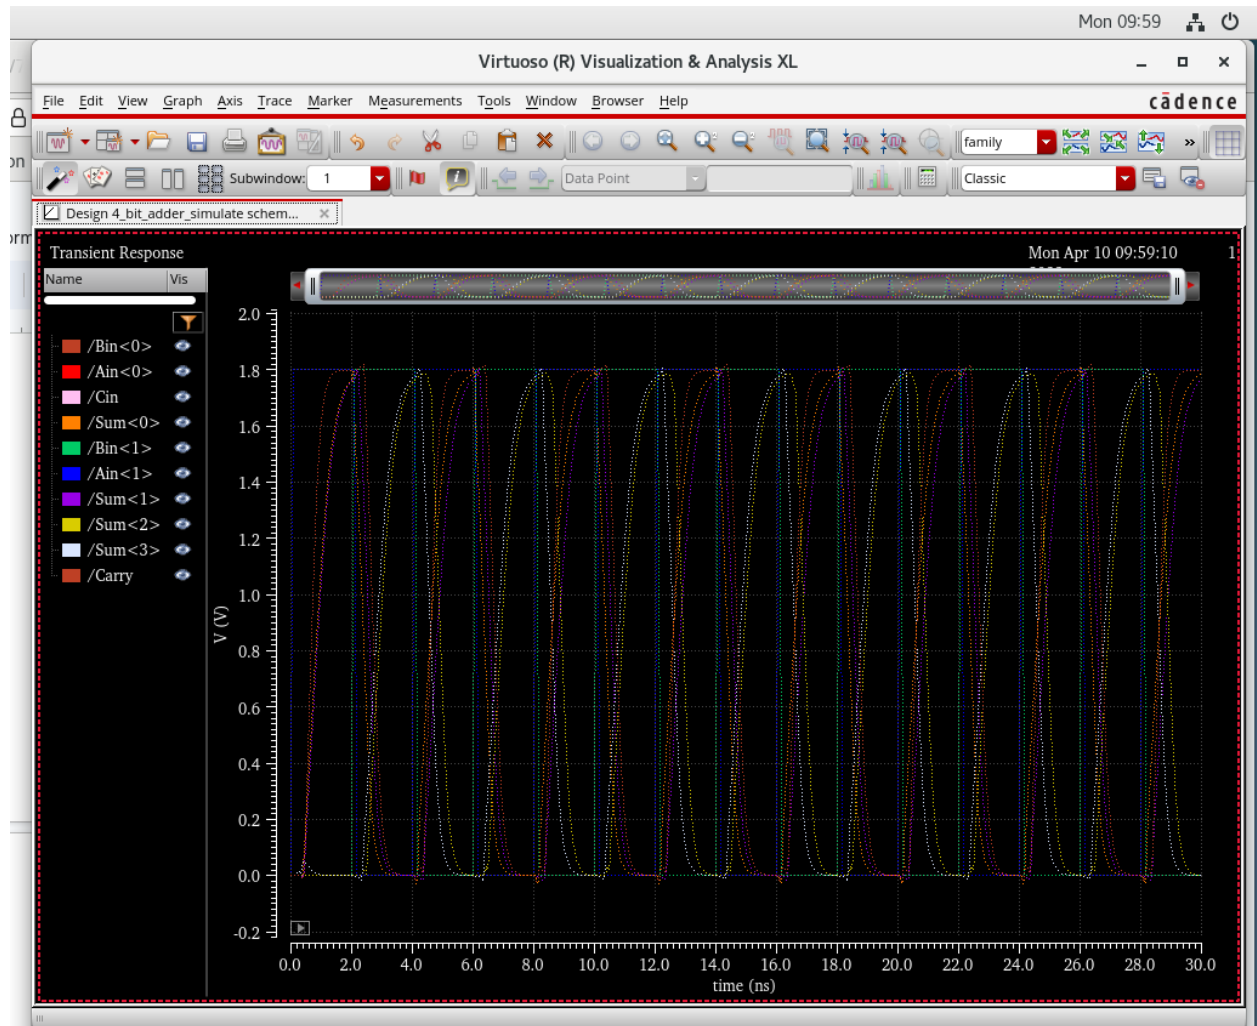 Mon 09:59
Virtuoso (R) Visualization & Analysis XL
File Edit View Graph Axis Trace Marker Measurements Tools Window Browser Help
cādence
family
»
on
Subwindow: 1
Data Point
Classic
Design 4_bit_adder_simulate schem...
orm
Transient Response
Mon Apr 10 09:59:10
1
Name Vis
/Bin<0>
/Ain<0>
/Cin
/Sum<0>
/Bin<1>
/Ain<1>
/Sum<1>
/Sum<2>
/Sum<3>
/Carry
V (V)
2.0
1.8
1.6
1.4
1.2
1.0
0.8
0.6
0.4
0.2
0.0
-0.2
0.0 2.0 4.0 6.0 8.0 10.0 12.0 14.0 16.0 18.0 20.0 22.0 24.0 26.0 28.0 30.0
time (ns)